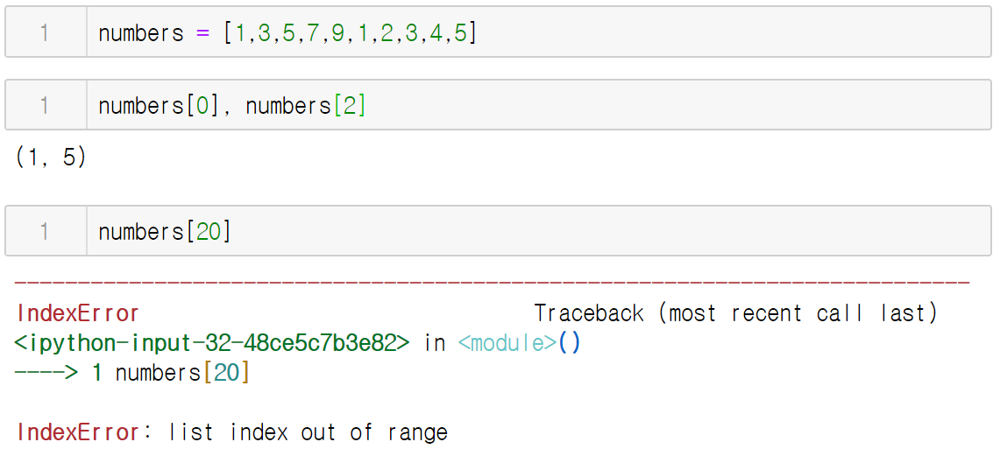 1 numbers = [1,3,5,7,9,1,2,3,4,5]
1 numbers[0], numbers[2]
(1, 5)
1 numbers[20]
---------------------------------------------------------------------------
IndexError                                Traceback (most recent call last)
<ipython-input-32-48ce5c7b3e82> in <module>()
----> 1 numbers[20]
IndexError: list index out of range